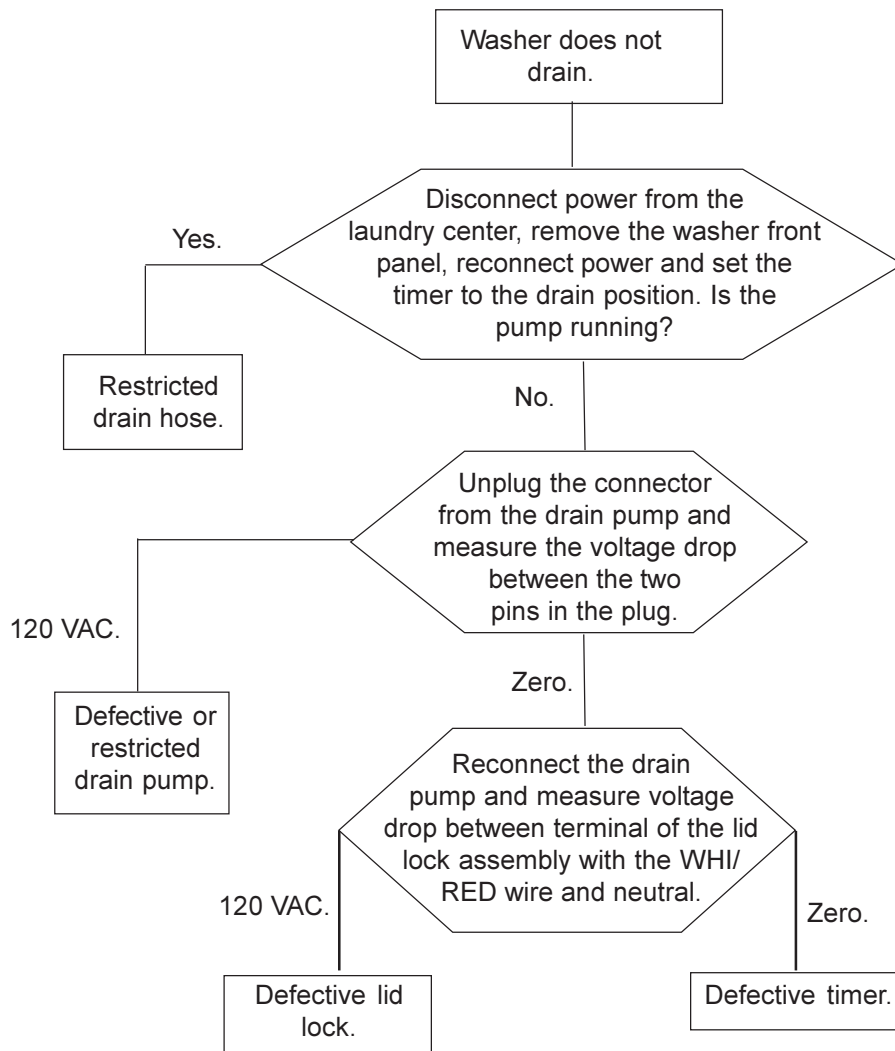 Washer does not
drain.
Disconnect power from the
laundry center, remove the washer front
panel, reconnect power and set the
timer to the drain position. Is the
pump running?
Yes.
Restricted
drain hose.
No.
Unplug the connector
from the drain pump and
measure the voltage drop
between the two
pins in the plug.
120 VAC.
Defective or
restricted
drain pump.
Zero.
Reconnect the drain
pump and measure voltage
drop between terminal of the lid
lock assembly with the WHI/
RED wire and neutral.
120 VAC.
Zero.
Defective lid
lock.
Defective timer.